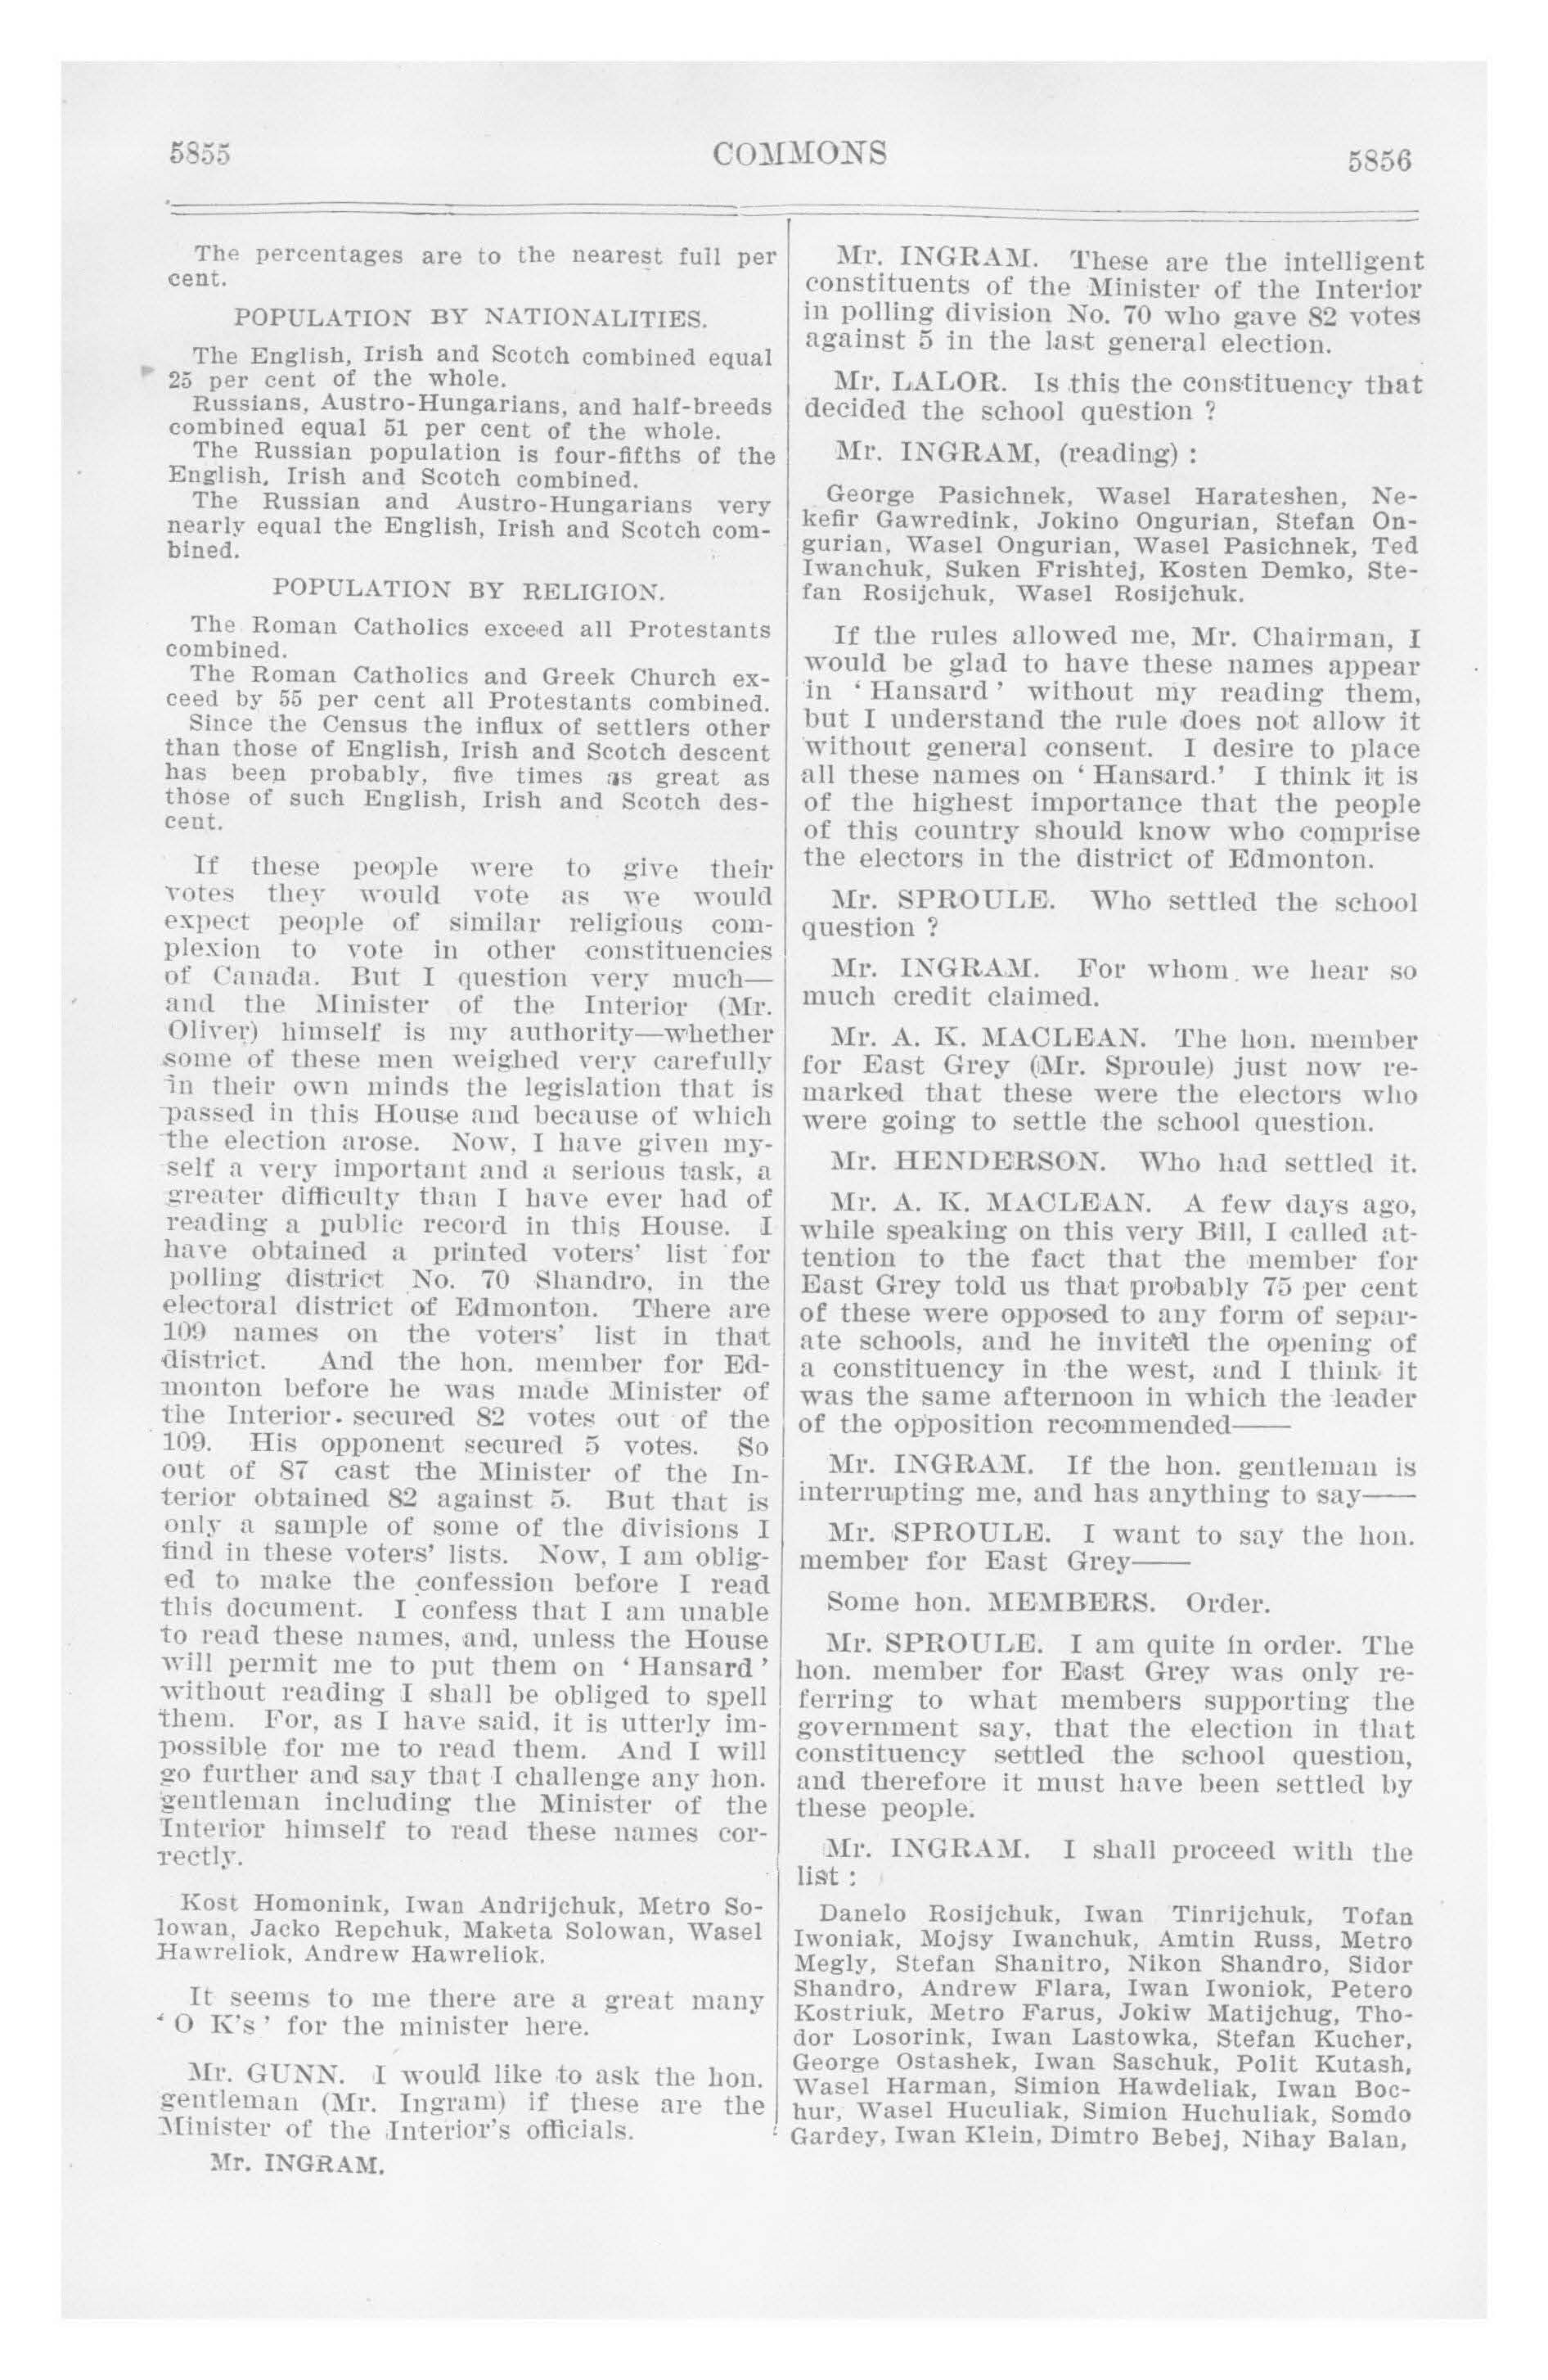 5855
COMMONS
5856
The percentages are to the nearest full per
cent.
POPULATION BY NATIONALITIES.
The English, Irish and Scotch combined equal
25 per cent of the whole.
Russians, Austro-Hungarians, and half-breeds
combined equal 51 per cent of the whole.
The Russian population is four-fifths of the
English, Irish and Scotch combined.
The Russian and Austro-Hungarians very
nearly equal the English, Irish and Scotch com-
bined.
POPULATION BY RELIGION.
The Roman Catholics exceed all Protestants
combined.
The Roman Catholics and Greek Church ex-
ceed by 55 per cent all Protestants combined.
Since the Census the influx of settlers other
than those of English, Irish and Scotch descent
has been probably, five times as great as
those of such English, Irish and Scotch des-
cent.
If these people were to give their
votes they would vote as we would
expect people of similar religious com-
plexion to vote in other constituencies
of Canada. But I question very much—
and the Minister of the Interior (Mr.
Oliver) himself is my authority—whether
some of these men weighed very carefully
in their own minds the legislation that is
passed in this House and because of which
the election arose. Now, I have given my-
self a very important and a serious task, a
greater difficulty than I have ever had of
reading a public record in this House. I
have obtained a printed voters' list for
polling district No. 70 Shandro, in the
electoral district of Edmonton. There are
109 names on the voters' list in that
district. And the hon. member for Ed-
monton before he was made Minister of
the Interior. secured 82 votes out of the
109. His opponent secured 5 votes. So
out of 87 cast the Minister of the In-
terior obtained 82 against 5. But that is
only a sample of some of the divisions I
find in these voters' lists. Now, I am oblig-
ed to make the confession before I read
this document. I confess that I am unable
to read these names, and, unless the House
will permit me to put them on ' Hansard '
without reading I shall be obliged to spell
them. For, as I have said, it is utterly im-
possible for me to read them. And I will
go further and say that I challenge any hon.
gentleman including the Minister of the
Interior himself to read these names cor-
rectly.
Kost Homonink, Iwan Andrijchuk, Metro So-
lowan, Jacko Repchuk, Maketa Solowan, Wasel
Hawreliok, Andrew Hawreliok.
It seems to me there are a great many
' O K's ' for the minister here.
Mr. GUNN. I would like to ask the hon.
gentleman (Mr. Ingram) if these are the
Minister of the Interior's officials.
Mr. INGRAM.
Mr. INGRAM. These are the intelligent
constituents of the Minister of the Interior
in polling division No. 70 who gave 82 votes
against 5 in the last general election.
Mr. LALOR. Is this the constituency that
decided the school question ?
Mr. INGRAM, (reading) :
George Pasichnek, Wasel Harateshen, Ne-
kefir Gawredink, Jokino Ongurian, Stefan On-
gurian, Wasel Ongurian, Wasel Pasichnek, Ted
Iwanchuk, Suken Frishtej, Kosten Demko, Ste-
fan Rosijchuk, Wasel Rosijchuk.
If the rules allowed me, Mr. Chairman, I
would be glad to have these names appear
in ' Hansard ' without my reading them,
but I understand the rule does not allow it
without general consent. I desire to place
all these names on ' Hansard.' I think it is
of the highest importance that the people
of this country should know who comprise
the electors in the district of Edmonton.
Mr. SPROULE. Who settled the school
question ?
Mr. INGRAM. For whom we hear so
much credit claimed.
Mr. A. K. MACLEAN. The hon. member
for East Grey (Mr. Sproule) just now re-
marked that these were the electors who
were going to settle the school question.
Mr. HENDERSON. Who had settled it.
Mr. A. K. MACLEAN. A few days ago,
while speaking on this very Bill, I called at-
tention to the fact that the member for
East Grey told us that probably 75 per cent
of these were opposed to any form of separ-
ate schools, and he invited the opening of
a constituency in the west, and I think it
was the same afternoon in which the leader
of the opposition recommended——
Mr. INGRAM. If the hon. gentleman is
interrupting me, and has anything to say——
Mr. SPROULE. I want to say the hon.
member for East Grey——
Some hon. MEMBERS. Order.
Mr. SPROULE. I am quite in order. The
hon. member for East Grey was only re-
ferring to what members supporting the
government say, that the election in that
constituency settled the school question,
and therefore it must have been settled by
these people.
Mr. INGRAM. I shall proceed with the
list :
Danelo Rosijchuk, Iwan Tinrijchuk, Tofan
Iwoniak, Mojsy Iwanchuk, Amtin Russ, Metro
Megly, Stefan Shanitro, Nikon Shandro, Sidor
Shandro, Andrew Flara, Iwan Iwoniok, Petero
Kostriuk, Metro Farus, Jokiw Matijchug, Tho-
dor Losorink, Iwan Lastowka, Stefan Kucher,
George Ostashek, Iwan Saschuk, Polit Kutash,
Wasel Harman, Simion Hawdeliak, Iwan Boc-
hur, Wasel Huculiak, Simion Huchuliak, Somdo
Gardey, Iwan Klein, Dimtro Bebej, Nihay Balan,